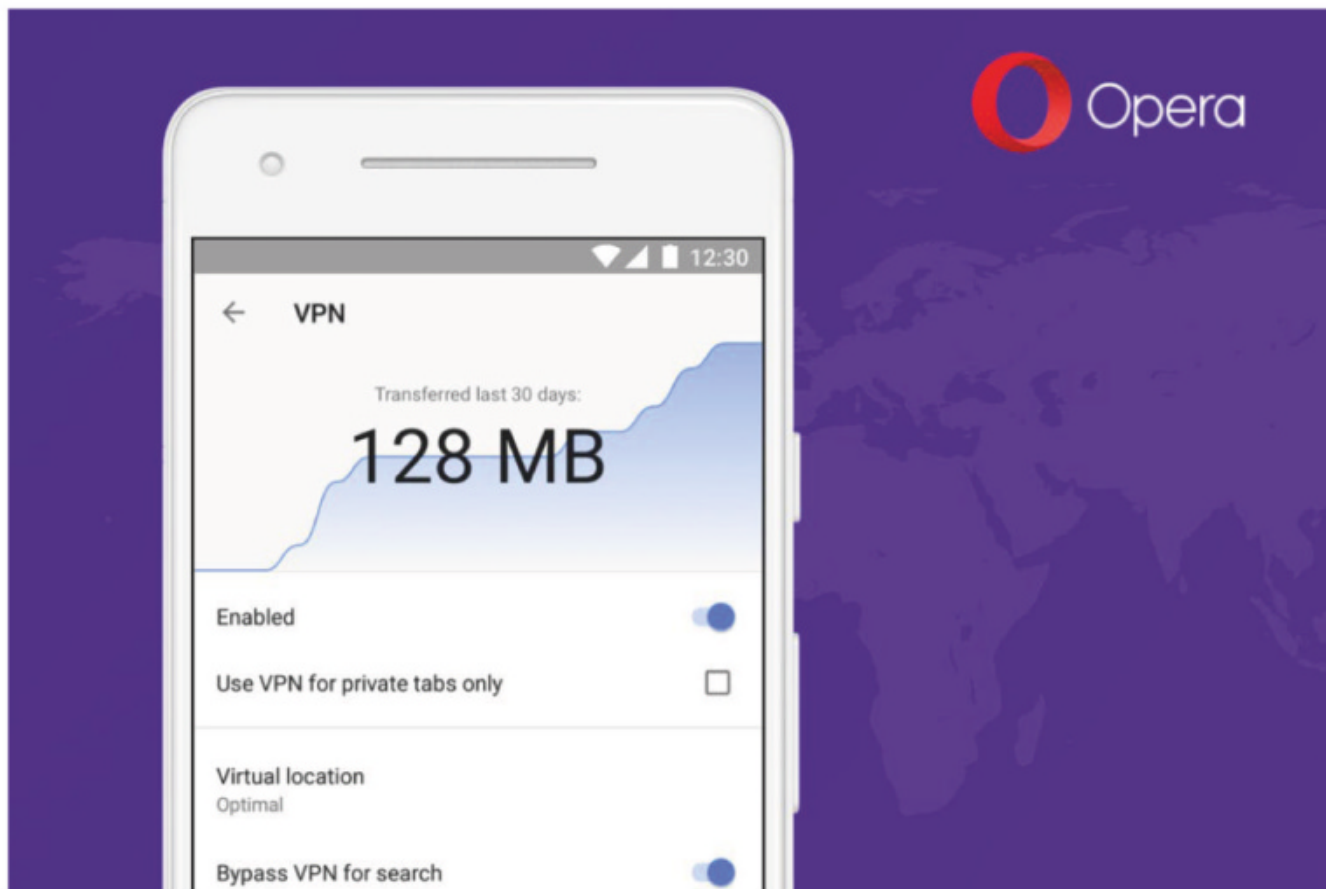 Opera
12:30
VPN
Transferred last 30 days:
128 MB
Enabled
Use VPN for private tabs only
Virtual location
Optimal
Bypass VPN for search